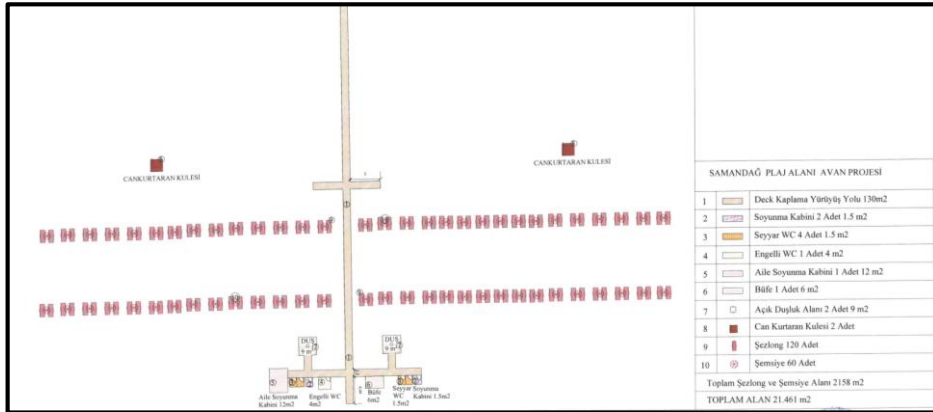 CANKURTARAN KULESİ
CANKURTARAN KULESİ
DUŞ
9 m²
DUŞ
9 m²
Aile Soyunma
Kabini 12m2
Engelli WC
4m2
Büfe
6m2
Seyyar
WC
1.5m2
Soyunma
Kabini 1.5m2
SAMANDAĞ PLAJ ALANI AVAN PROJESİ
1 Deck Kaplama Yürüyüş Yolu 130m2
2 Soyunma Kabini 2 Adet 1.5 m2
3 Seyyar WC 4 Adet 1.5 m2
4 Engelli WC 1 Adet 4 m2
5 Aile Soyunma Kabini 1 Adet 12 m2
6 Büfe 1 Adet 6 m2
7 Açık Duşluk Alanı 2 Adet 9 m2
8 Can Kurtaran Kulesi 2 Adet
9 Şezlong 120 Adet
10 Şemsiye 60 Adet
Toplam Şezlong ve Şemsiye Alanı 2158 m2
TOPLAM ALAN 21.461 m2